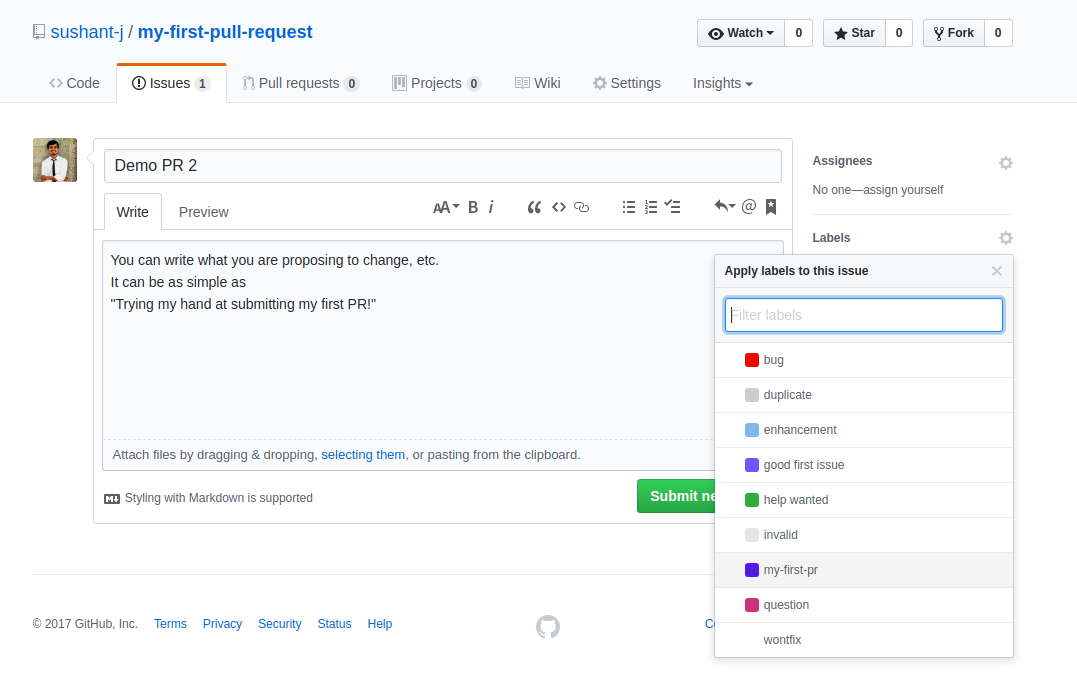 sushant-j / my-first-pull-request
Watch 0 Star 0 Fork 0
Code Issues 1 Pull requests 0 Projects 0 Wiki Settings Insights
Demo PR 2
Write Preview
AA B i
You can write what you are proposing to change, etc.
It can be as simple as
"Trying my hand at submitting my first PR!"
Attach files by dragging & dropping, selecting them, or pasting from the clipboard.
Styling with Markdown is supported
Submit
Assignees
No one—assign yourself
Labels
Apply labels to this issue
Filter labels
bug
duplicate
enhancement
good first issue
help wanted
invalid
my-first-pr
question
wontfix
© 2017 GitHub, Inc. Terms Privacy Security Status Help